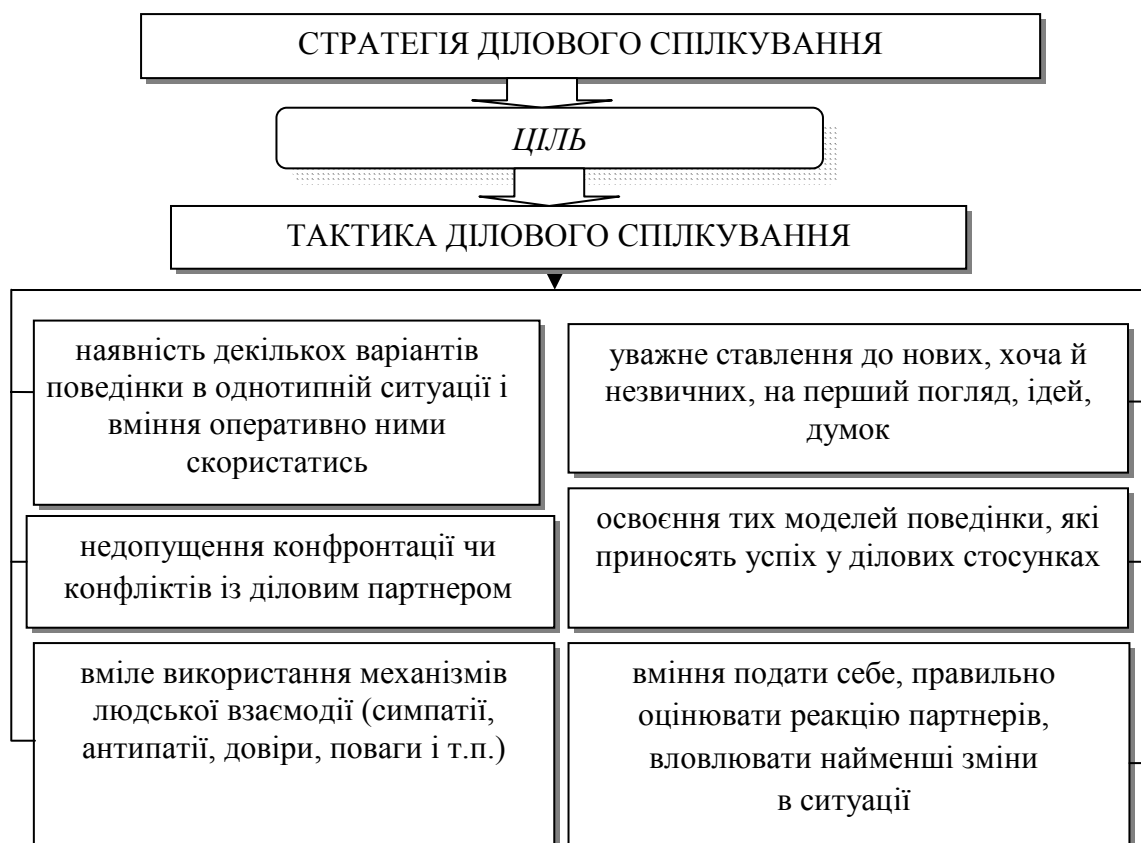 СТРАТЕГІЯ ДІЛОВОГО СПІЛКУВАННЯ
ЦІЛЬ
ТАКТИКА ДІЛОВОГО СПІЛКУВАННЯ
наявність декількох варіантів
поведінки в однотипній ситуації і
вміння оперативно ними
скористатись
уважне ставлення до нових, хоча й
незвичних, на перший погляд, ідей,
думок
недопущення конфронтації чи
конфліктів із діловим партнером
освоєння тих моделей поведінки, які
приносять успіх у ділових стосунках
вміле використання механізмів
людської взаємодії (симпатії,
антипатії, довіри, поваги і т.п.)
вміння подати себе, правильно
оцінювати реакцію партнерів,
вловлювати найменші зміни
в ситуації